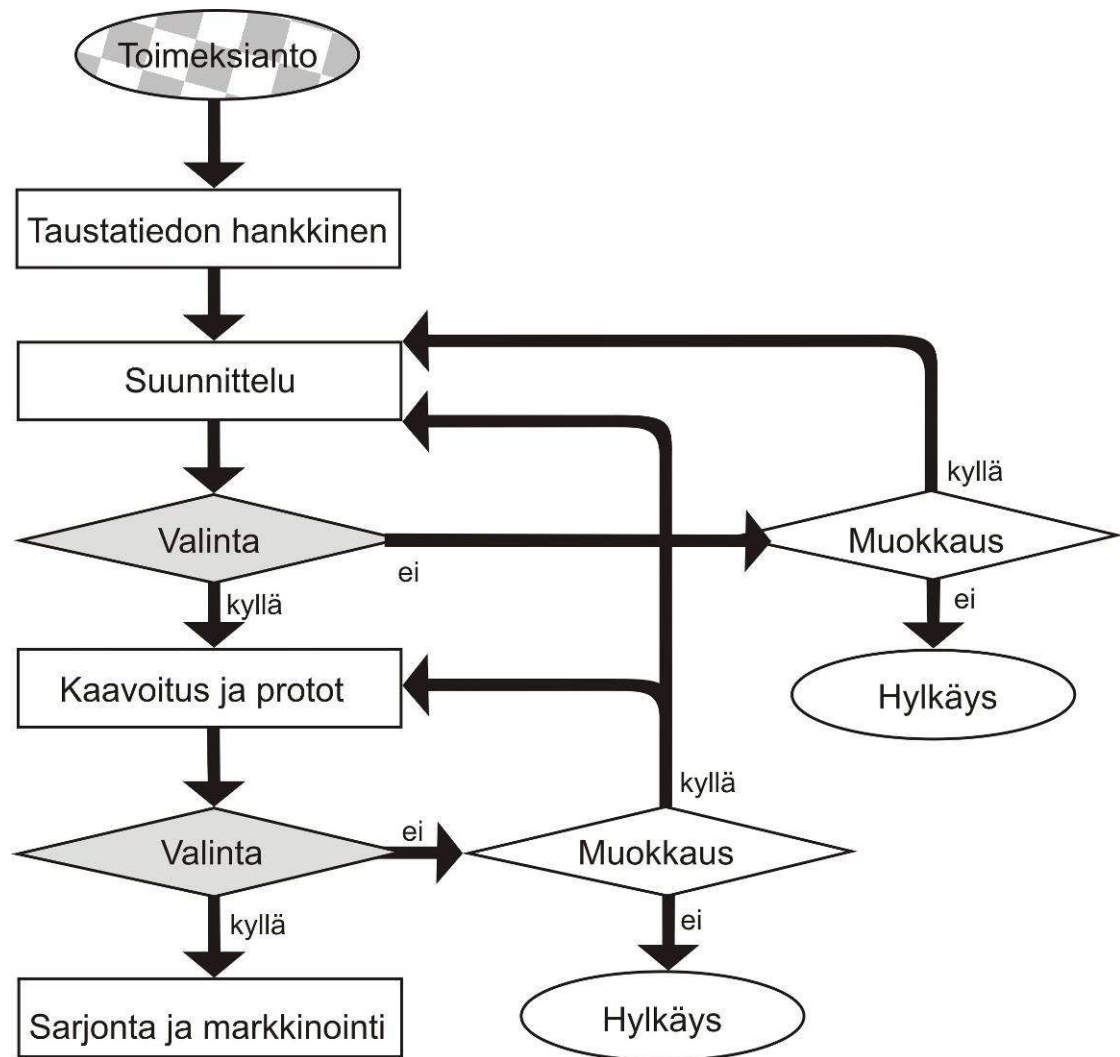 Toimeksianto
Taustatiedon hankkinen
Suunnittelu
kyllä
Valinta
ei
Muokkaus
kyllä
ei
Kaavoitus ja protot
Hylkäys
kyllä
Valinta
ei
Muokkaus
kyllä
ei
Sarjonta ja markkinointi
Hylkäys